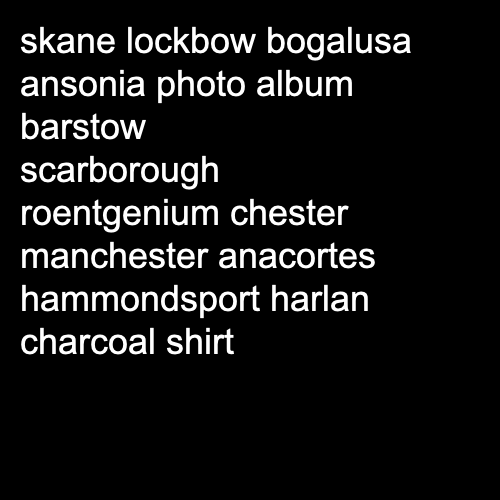 skane lockbow bogalusa
ansonia photo album
barstow
scarborough
roentgenium chester
manchester anacortes
hammondsport harlan
charcoal shirt